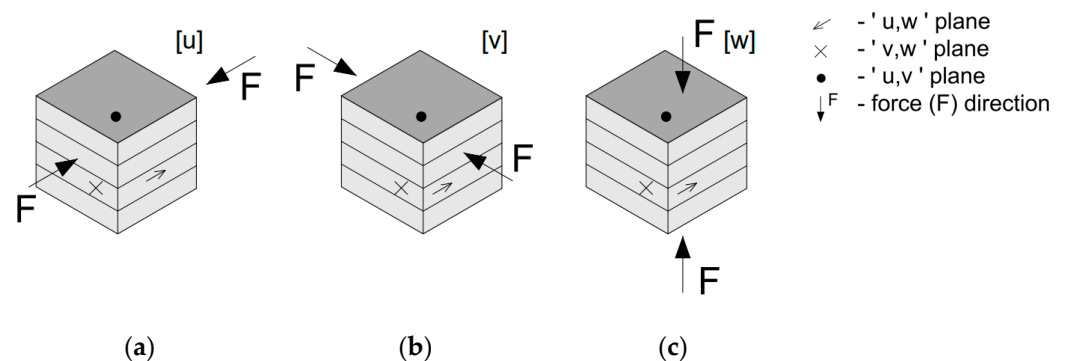 [u]
F
F
(a)
[v]
F
F
(b)
F [w]
F
(c)
- ' u,w ' plane
-' v,w ' plane
-' u,v ' plane
F - force (F) direction